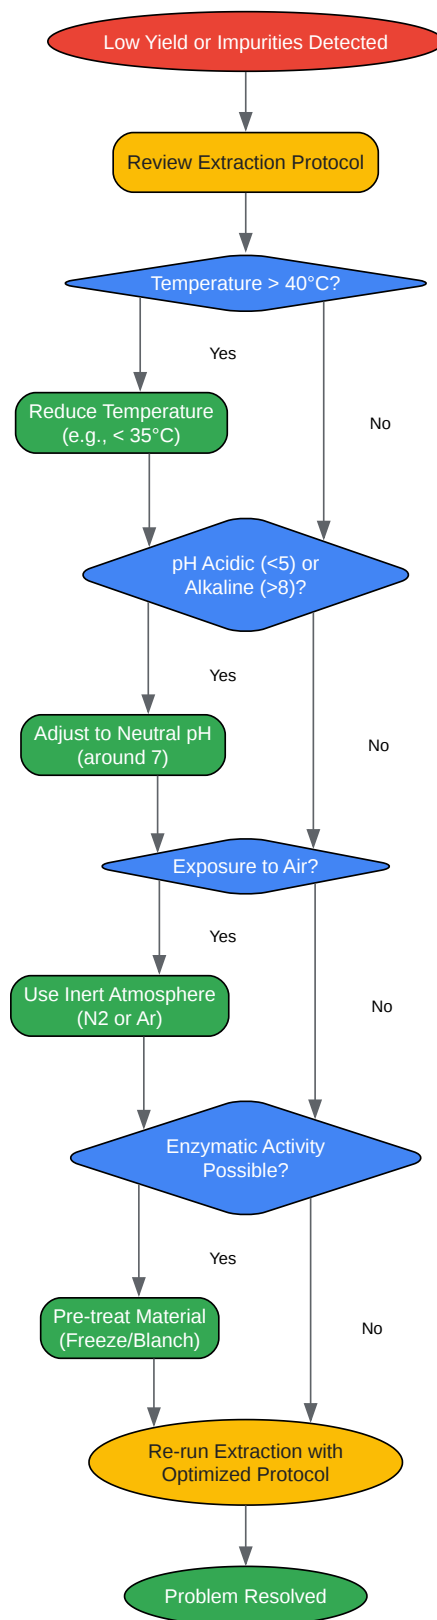 Low Yield or Impurities Detected
Review Extraction Protocol
Temperature > 40°C?
Yes
Reduce Temperature
(e.g., < 35°C)
No
pH Acidic (<5) or
Alkaline (>8)?
Yes
Adjust to Neutral pH
(around 7)
No
Exposure to Air?
Yes
Use Inert Atmosphere
(N2 or Ar)
No
Enzymatic Activity
Possible?
Yes
Pre-treat Material
(Freeze/Blanch)
No
Re-run Extraction with
Optimized Protocol
Problem Resolved